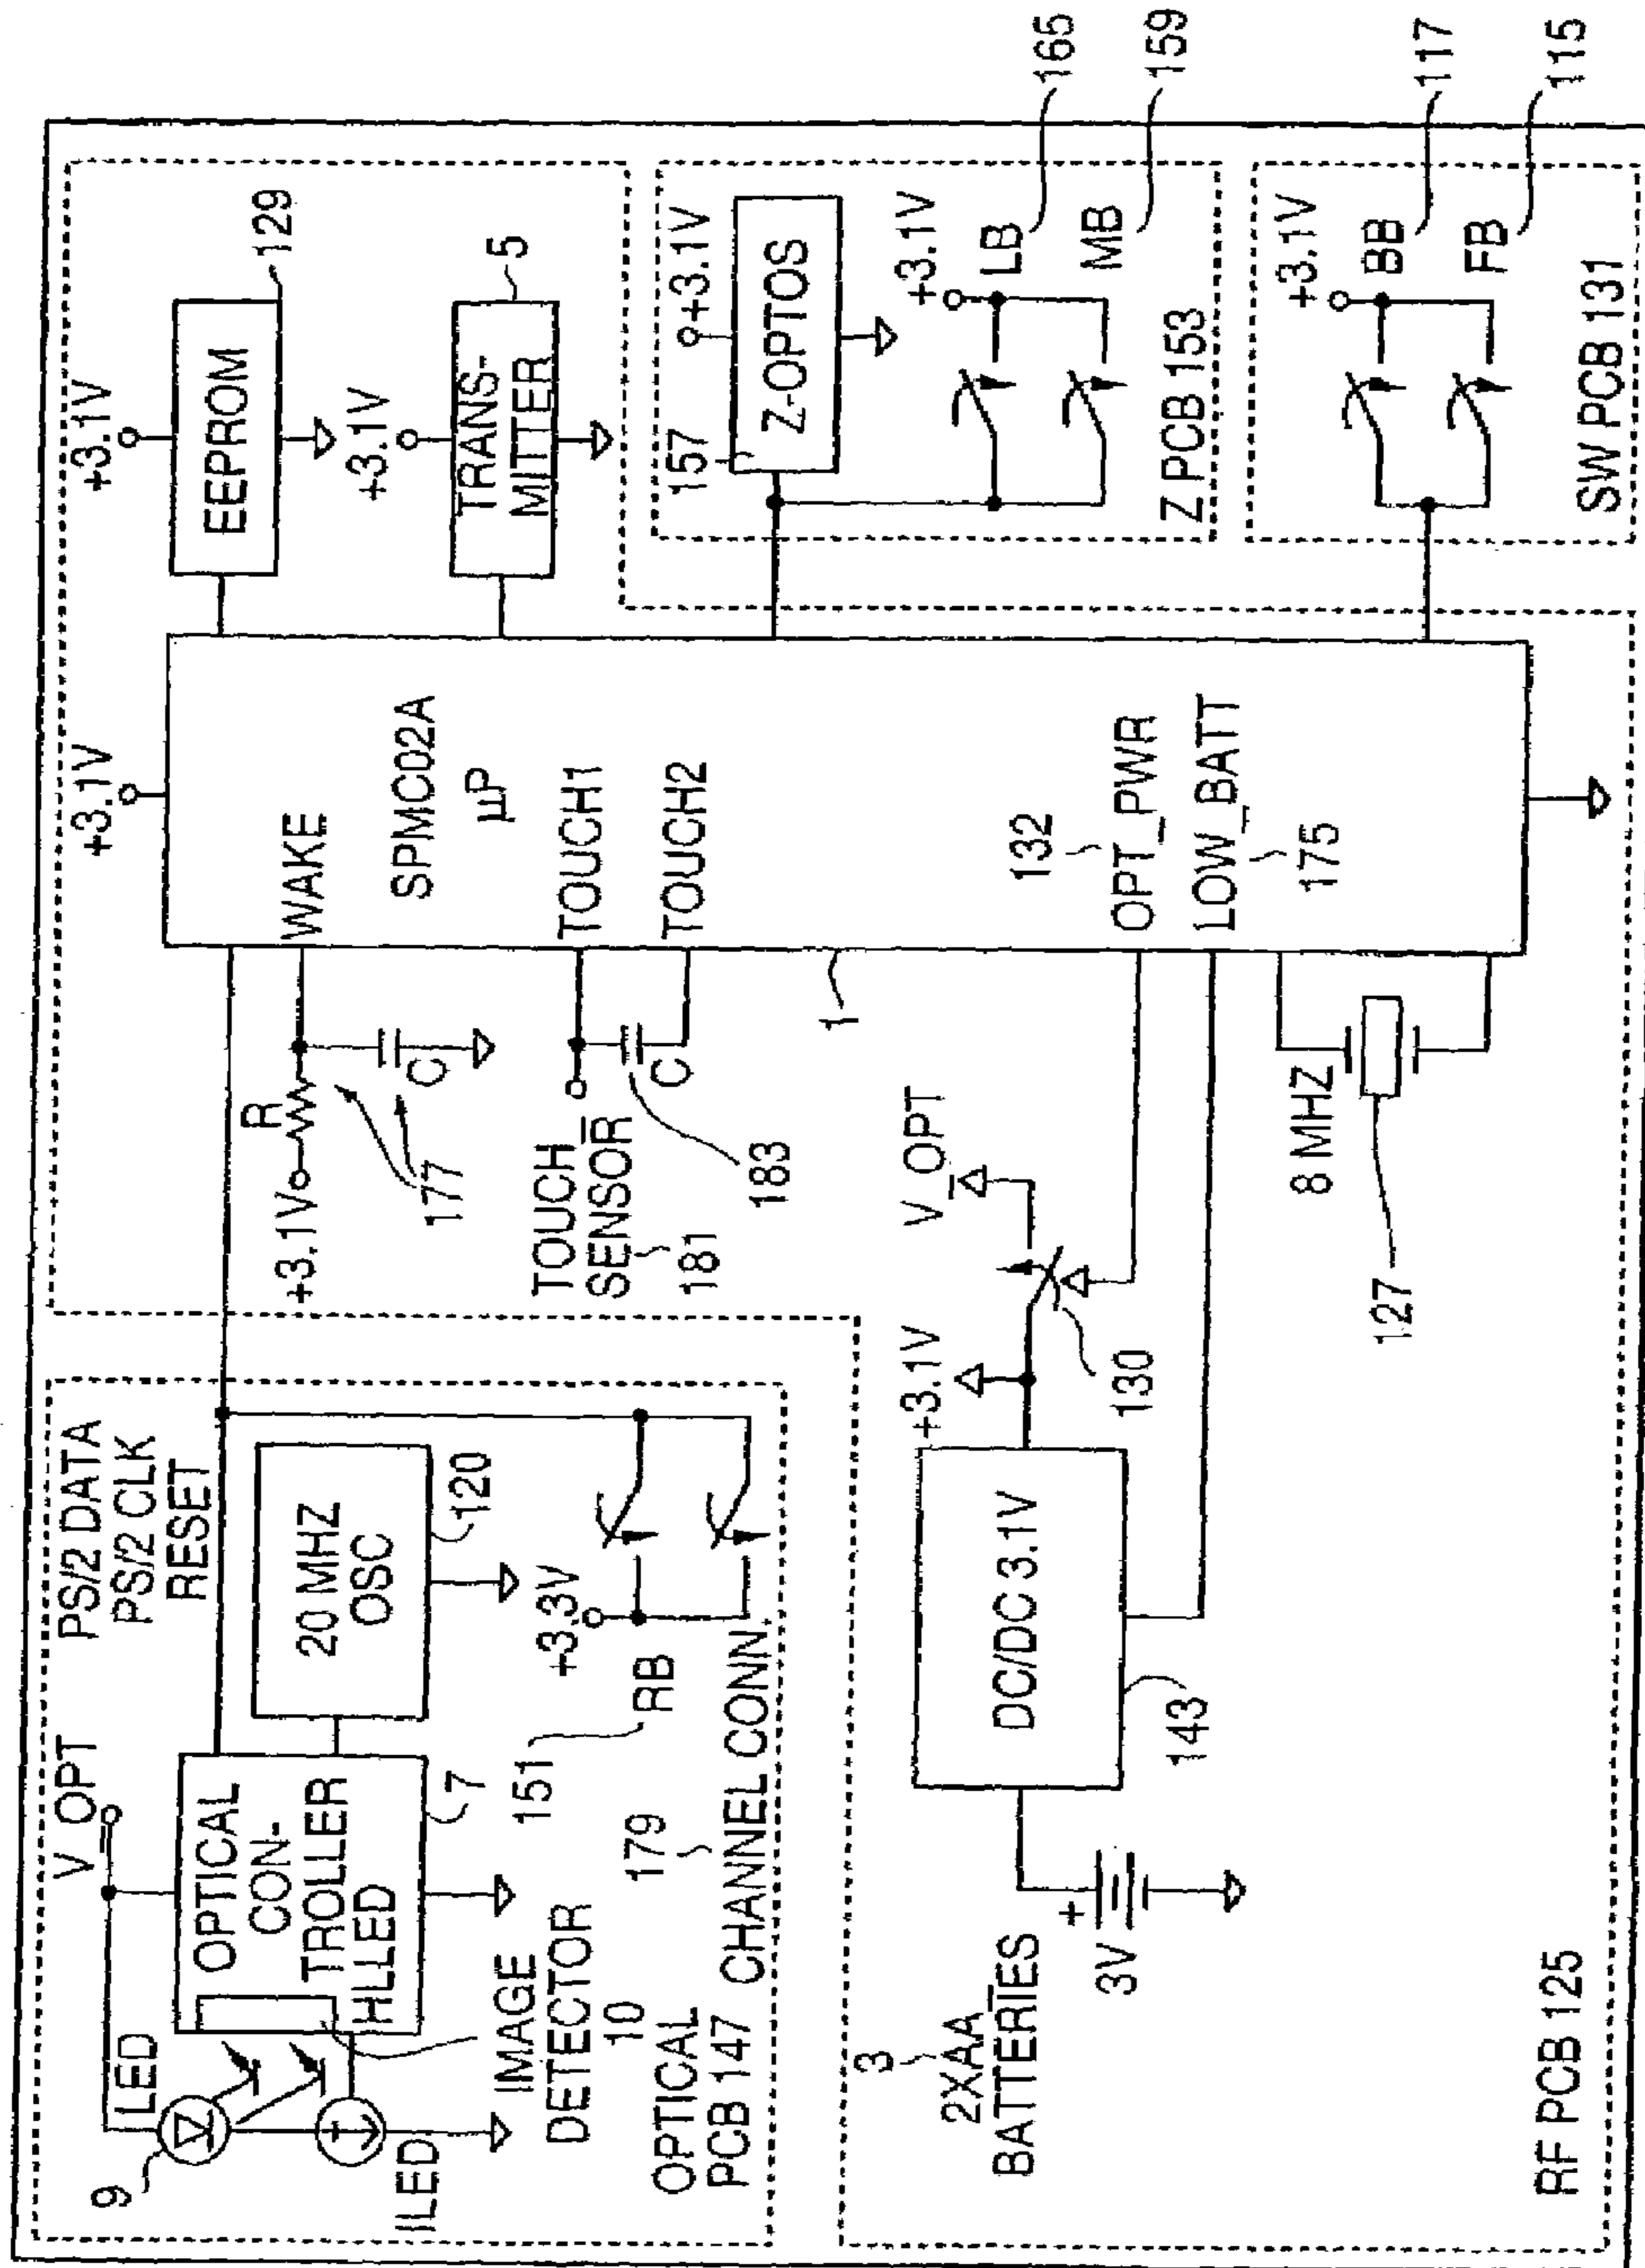 PS/2 DATA
PS/2 CLK
RESET
V_OPT
LED
9
OPTICAL
CON-
TROLLER
HLLED
7
20 MHZ
OSC
120
ILED
IMAGE
DETECTOR
10
OPTICAL
PCB 147
+3.3V
RB
151
179
CHANNEL CONN.
+3.1V
R
C
177
TOUCH
SENSOR
181
C
183
+3.1V
WAKE
SPMC02A
μP
TOUCH1
TOUCH2
1
132
OPT_PWR
LOW_BATT
175
+3.1V
EEPROM
129
+3.1V
TRANS-
MITTER
5
157
+3.1V
Z-OPTOS
+3.1V
LB
165
MB
159
Z PCB 153
+3.1V
BB
117
FB
115
SW PCB 131
3
2XAA
BATTERIES
+
3V
DC/DC 3.1V
143
+3.1V
130
V_OPT
8 MHZ
127
RF PCB 125